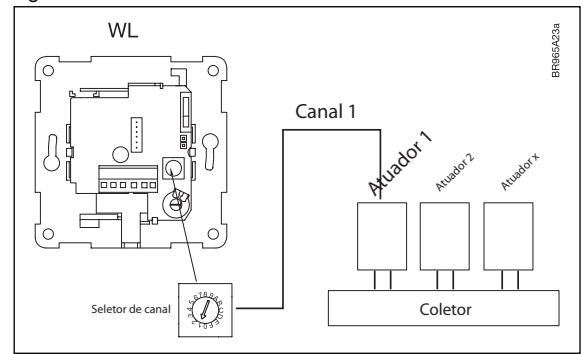 WL
BR965A23a
Canal 1
Atuador 1
Atuador 2
Atuador x
Seletor de canal
Coletor